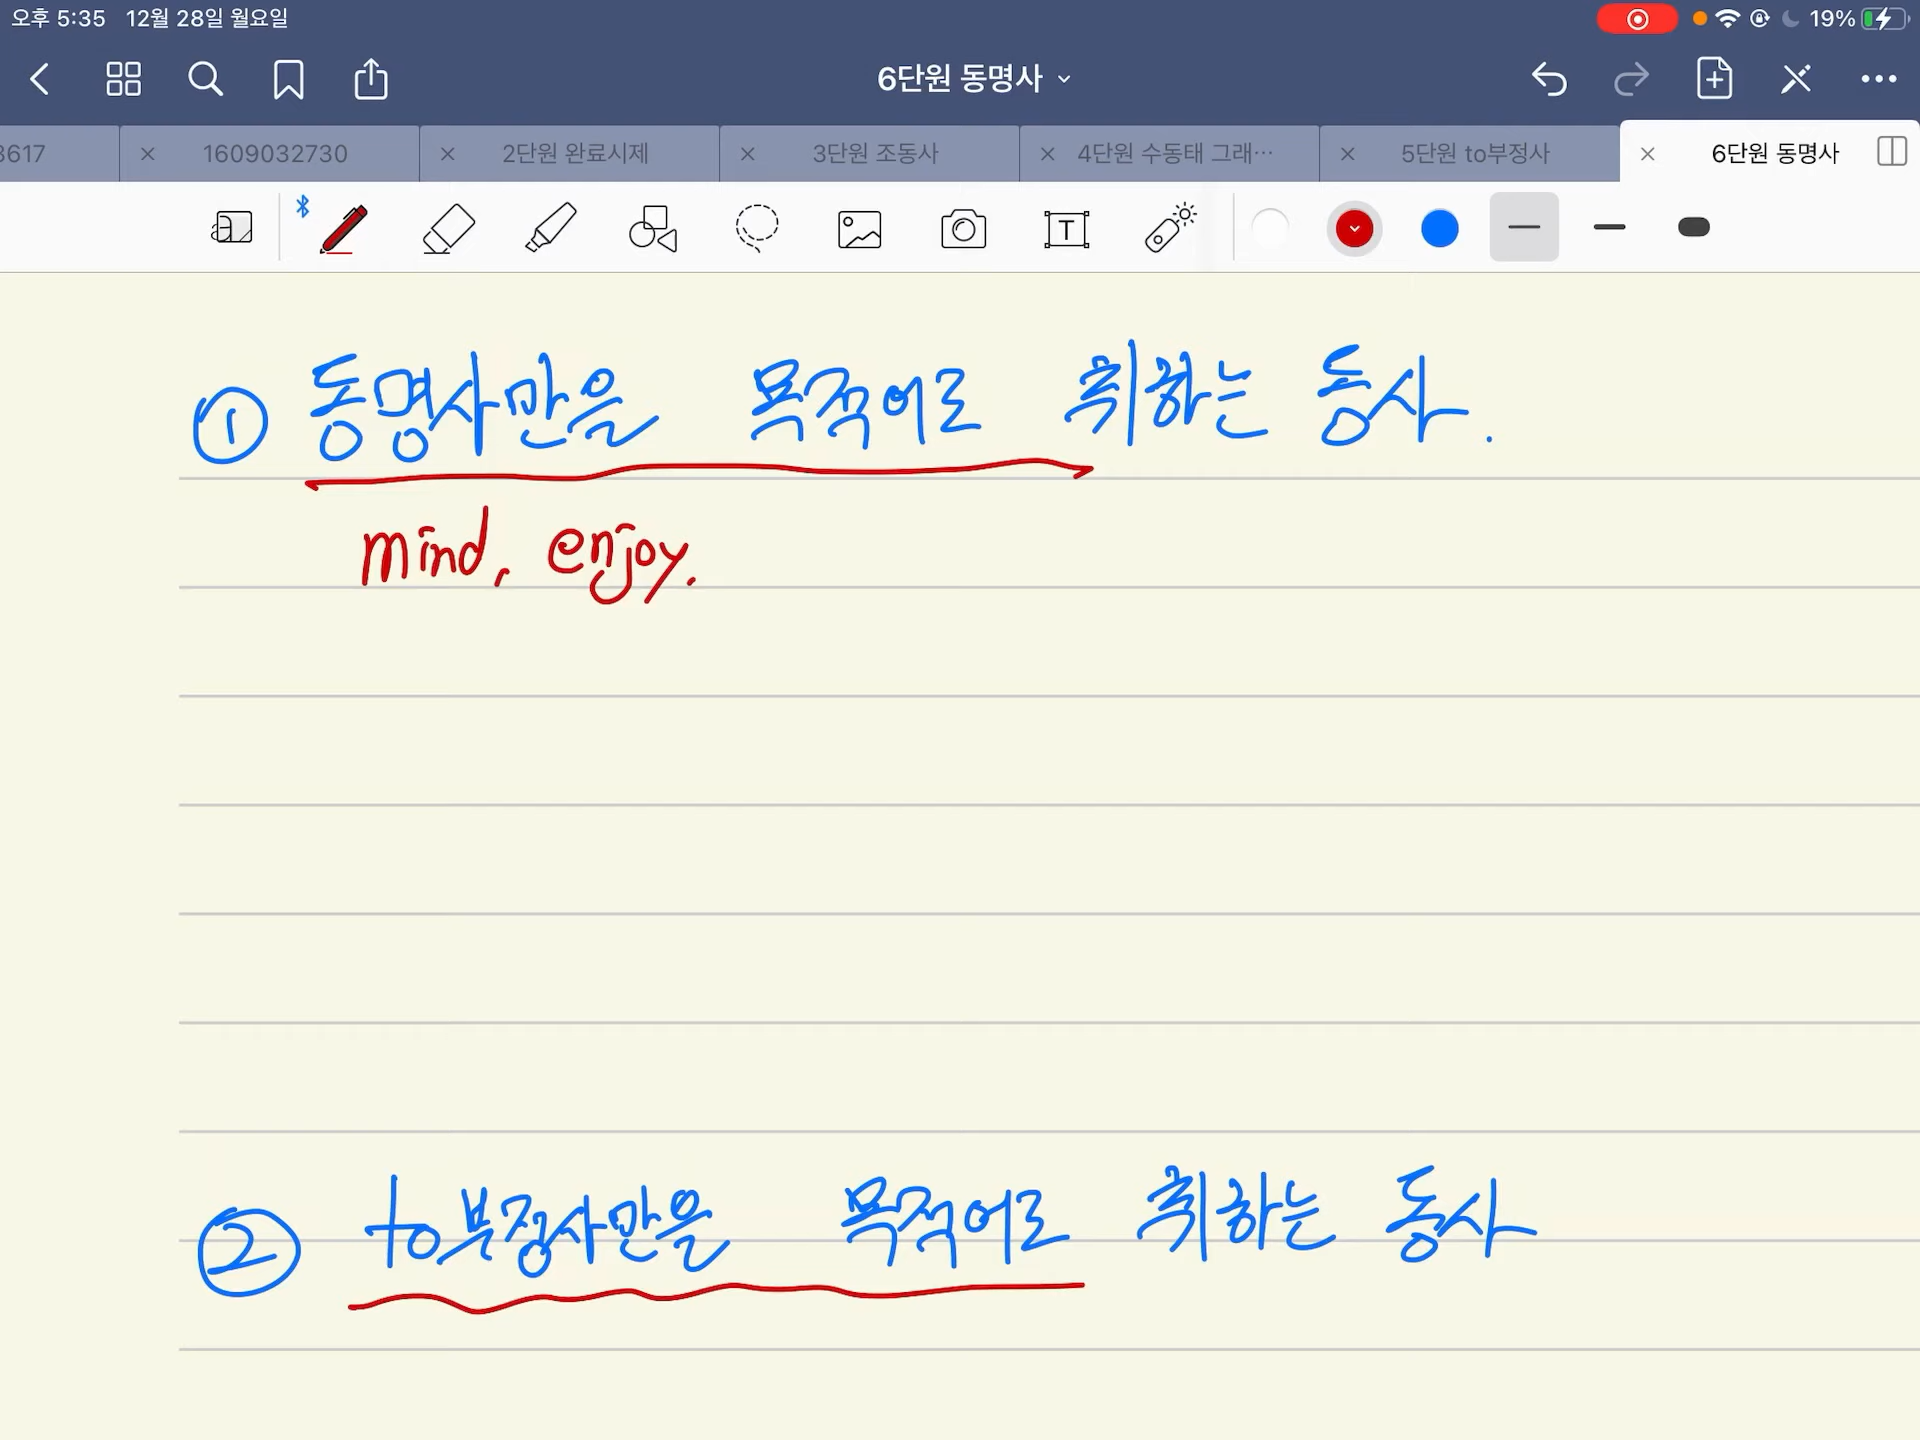 오후 5:35 12월 28일 월요일 19%
6단원 동명사
3617 1609032730 2단원 완료시제 3단원 조동사 4단원 수동태 그래… 5단원 to부정사 6단원 동명사
① 동명사만을 목적어로 취하는 동사.
mind, enjoy.
② to부정사만을 목적어로 취하는 동사